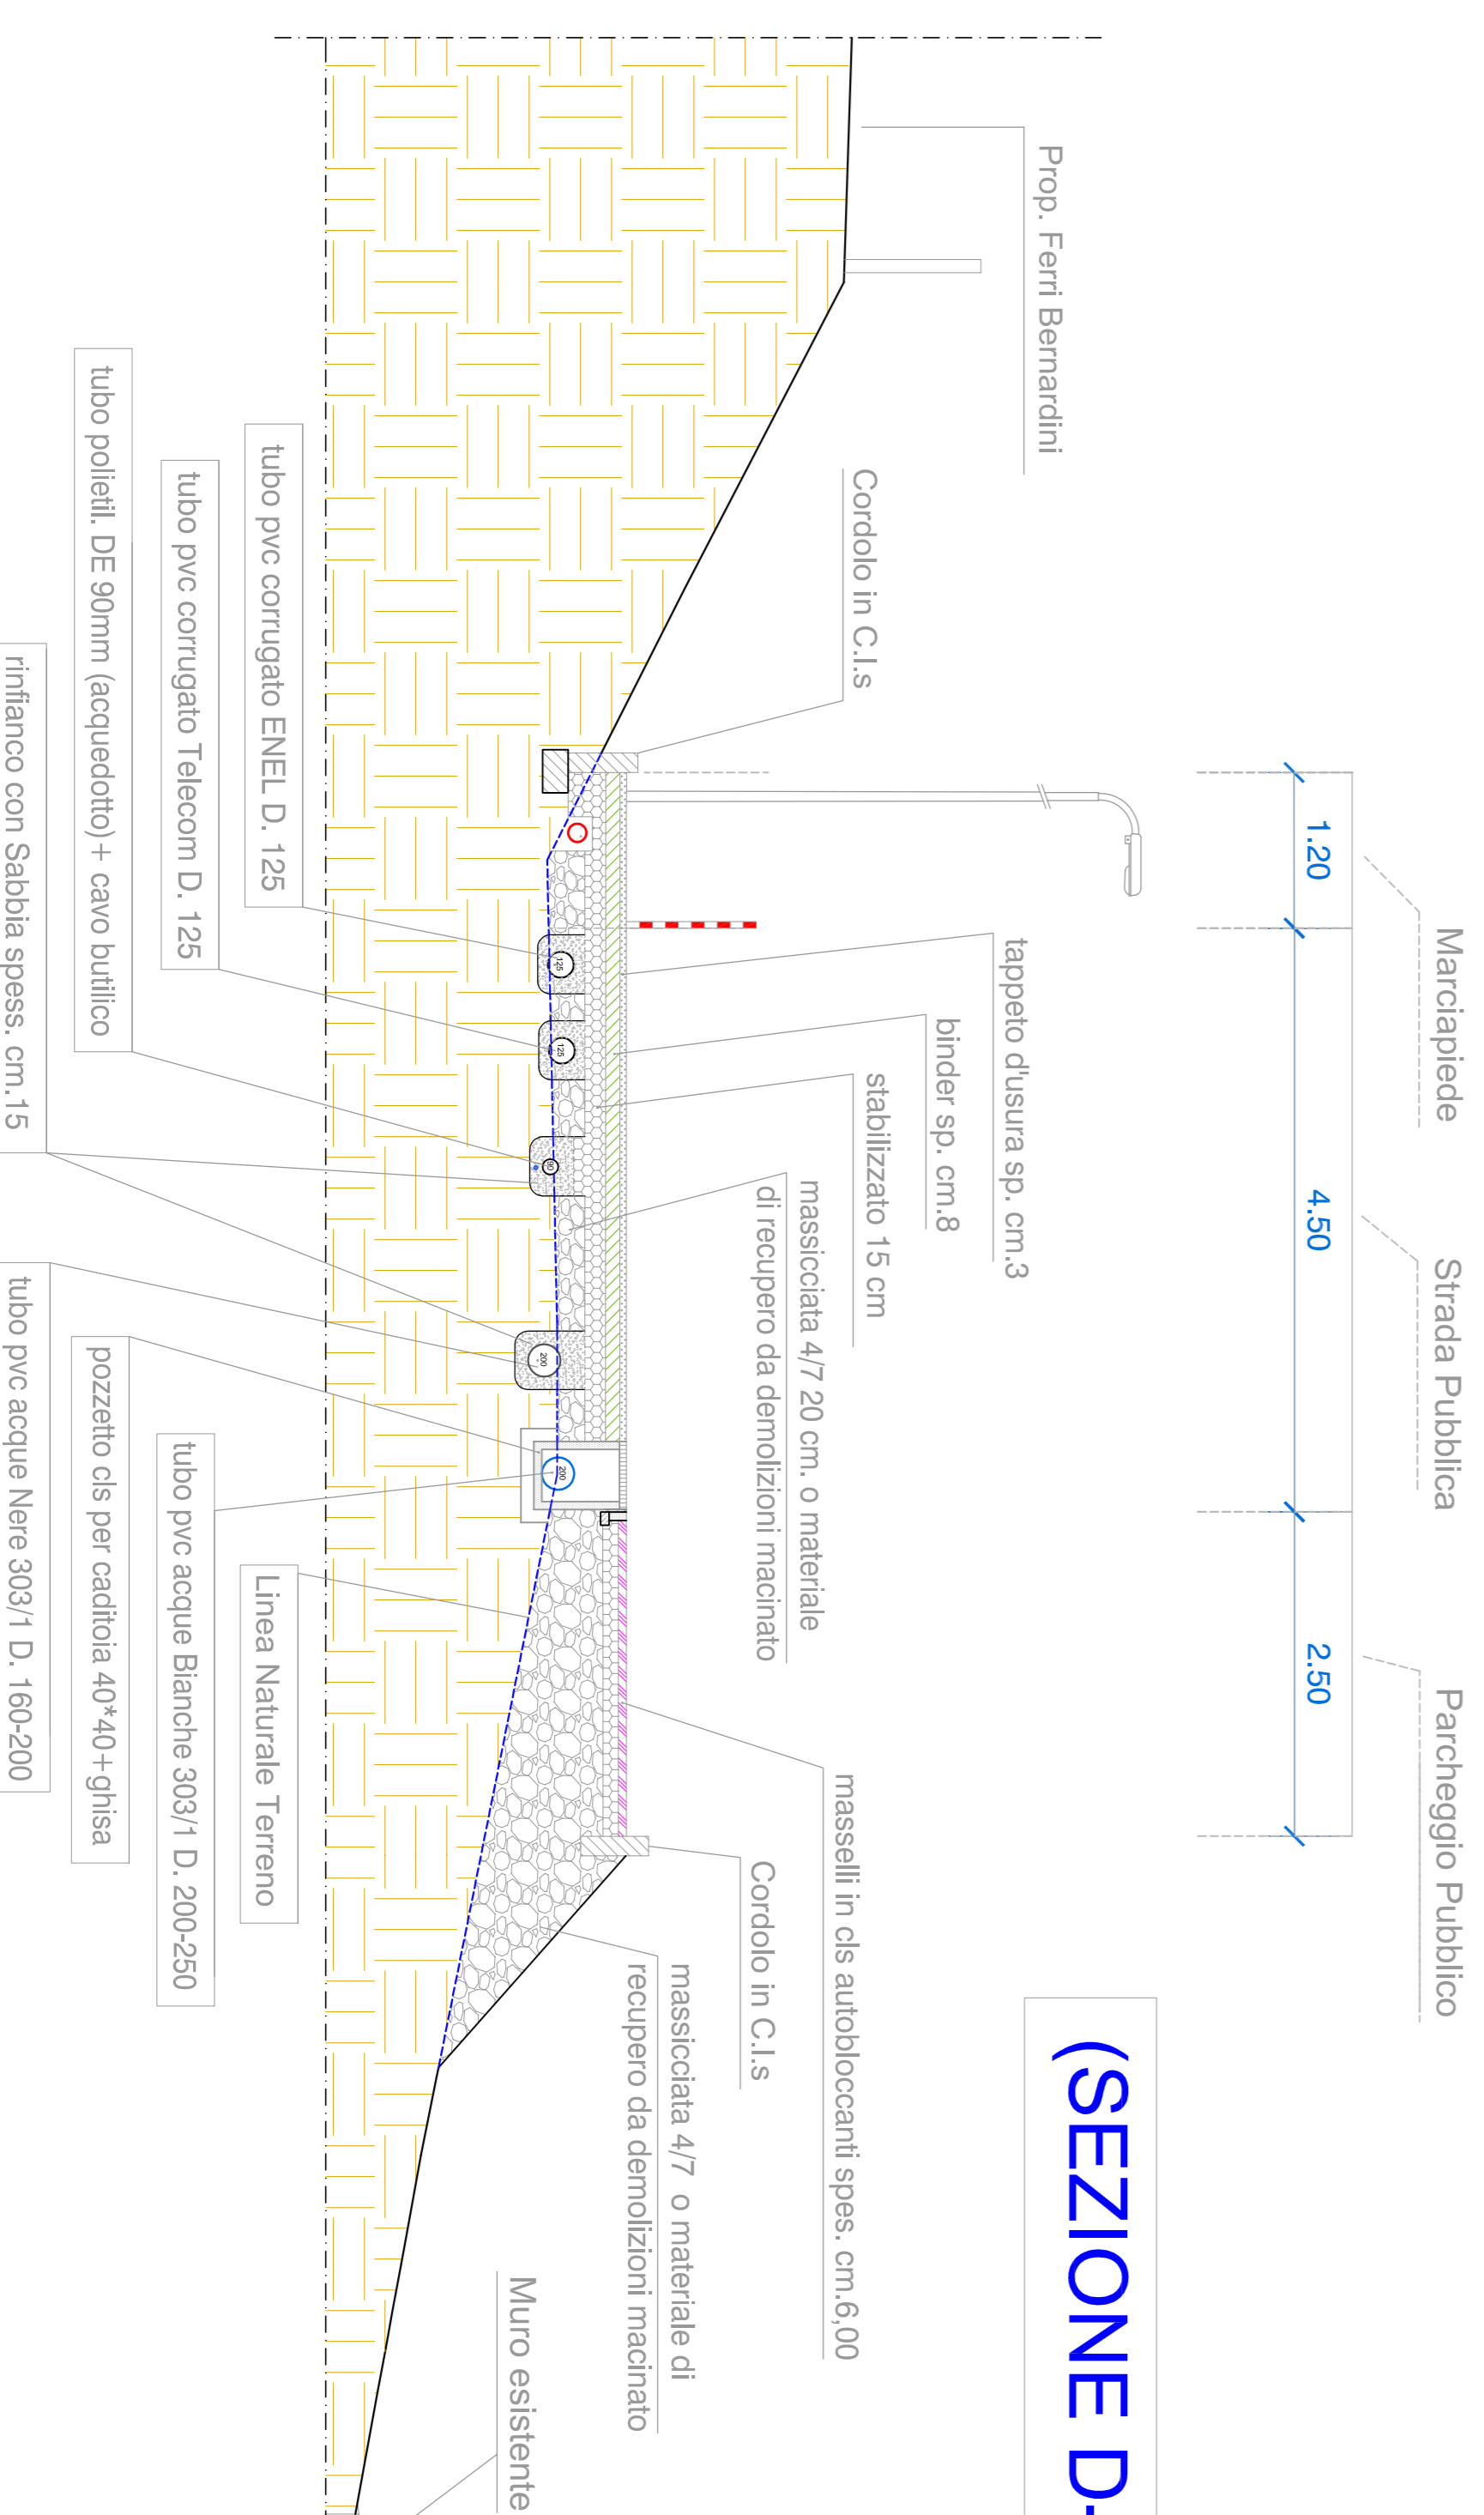 Marciapiede
Strada Pubblica
Parcheggio Pubblico
1.20
4.50
2.50
(SEZIONE D-
Prop. Ferri Bernardini
Cordolo in C.l.s
tappeto d'usura sp. cm.3
binder sp. cm.8
stabilizzato 15 cm
massicciata 4/7 20 cm. o materiale
di recupero da demolizioni macinato
masselli in cls autobloccanti spes. cm.6,00
Cordolo in C.l.s
massicciata 4/7 o materiale di
recupero da demolizioni macinato
Muro esistente
125
125
90
200
200
tubo pvc corrugato ENEL D. 125
tubo pvc corrugato Telecom D. 125
tubo polietil. DE 90mm (acquedotto)+ cavo butilico
rinfianco con Sabbia spess. cm.15
Linea Naturale Terreno
tubo pvc acque Bianche 303/1 D. 200-250
pozzetto cls per caditoia 40*40+ghisa
tubo pvc acque Nere 303/1 D. 160-200